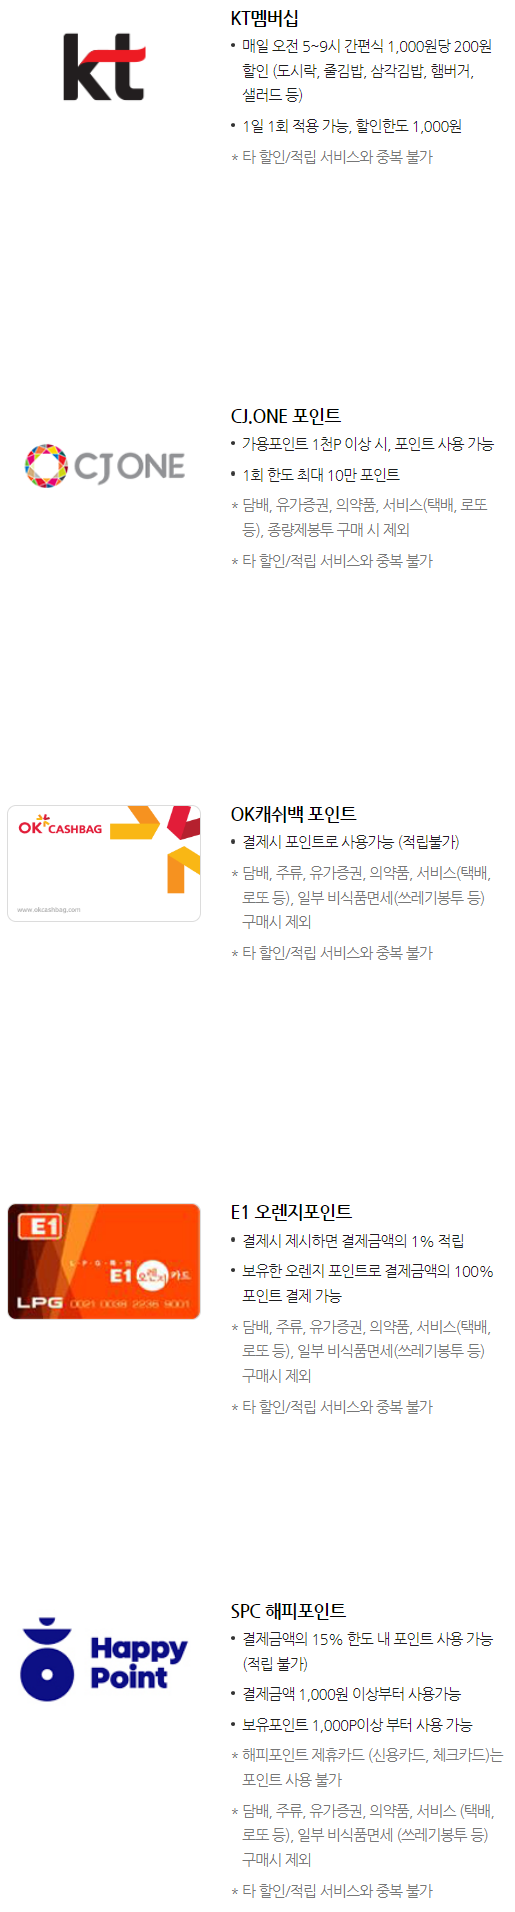 KT멤버십
kt
• 매일 오전 5~9시 간편식 1,000원당 200원
할인 (도시락, 줄김밥, 삼각김밥, 햄버거,
샐러드 등)
• 1일 1회 적용 가능, 할인한도 1,000원
* 타 할인/적립 서비스와 중복 불가
CJ.ONE 포인트
CJ ONE
• 가용포인트 1천P 이상 시, 포인트 사용 가능
• 1회 한도 최대 10만 포인트
* 담배, 유가증권, 의약품, 서비스(택배, 로또
등), 종량제봉투 구매 시 제외
* 타 할인/적립 서비스와 중복 불가
OK캐쉬백 포인트
OK CASHBAG
www.okcashbag.com
• 결제시 포인트로 사용가능 (적립불가)
* 담배, 주류, 유가증권, 의약품, 서비스(택배,
로또 등), 일부 비식품면세(쓰레기봉투 등)
구매시 제외
* 타 할인/적립 서비스와 중복 불가
E1 오렌지포인트
E1
L·P·G·특·변
E1 오렌지 카드
LPG 0021 0036 2236 9001
• 결제시 제시하면 결제금액의 1% 적립
• 보유한 오렌지 포인트로 결제금액의 100%
포인트 결제 가능
* 담배, 주류, 유가증권, 의약품, 서비스(택배,
로또 등), 일부 비식품면세(쓰레기봉투 등)
구매시 제외
* 타 할인/적립 서비스와 중복 불가
SPC 해피포인트
Happy
Point
• 결제금액의 15% 한도 내 포인트 사용 가능
(적립 불가)
• 결제금액 1,000원 이상부터 사용가능
• 보유포인트 1,000P이상 부터 사용 가능
* 해피포인트 제휴카드 (신용카드, 체크카드)는
포인트 사용 불가
* 담배, 주류, 유가증권, 의약품, 서비스 (택배,
로또 등), 일부 비식품면세 (쓰레기봉투 등)
구매시 제외
* 타 할인/적립 서비스와 중복 불가